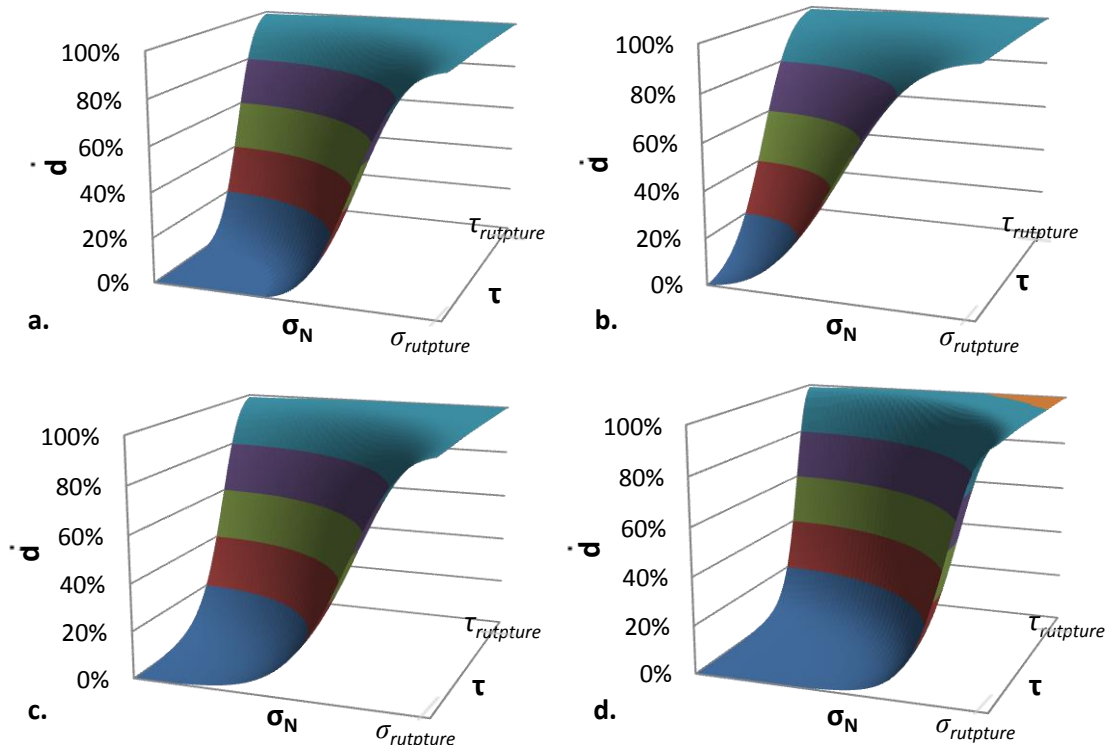 100%
80%
60%
40%
20%
0%
ḋ
σN
σrutpture
τ
τrutpture
a.
100%
80%
60%
40%
20%
0%
ḋ
σN
σrutpture
τ
τrutpture
b.
100%
80%
60%
40%
20%
0%
ḋ
σN
σrutpture
τ
τrutpture
c.
100%
80%
60%
40%
20%
0%
ḋ
σN
σrutpture
τ
τrutpture
d.